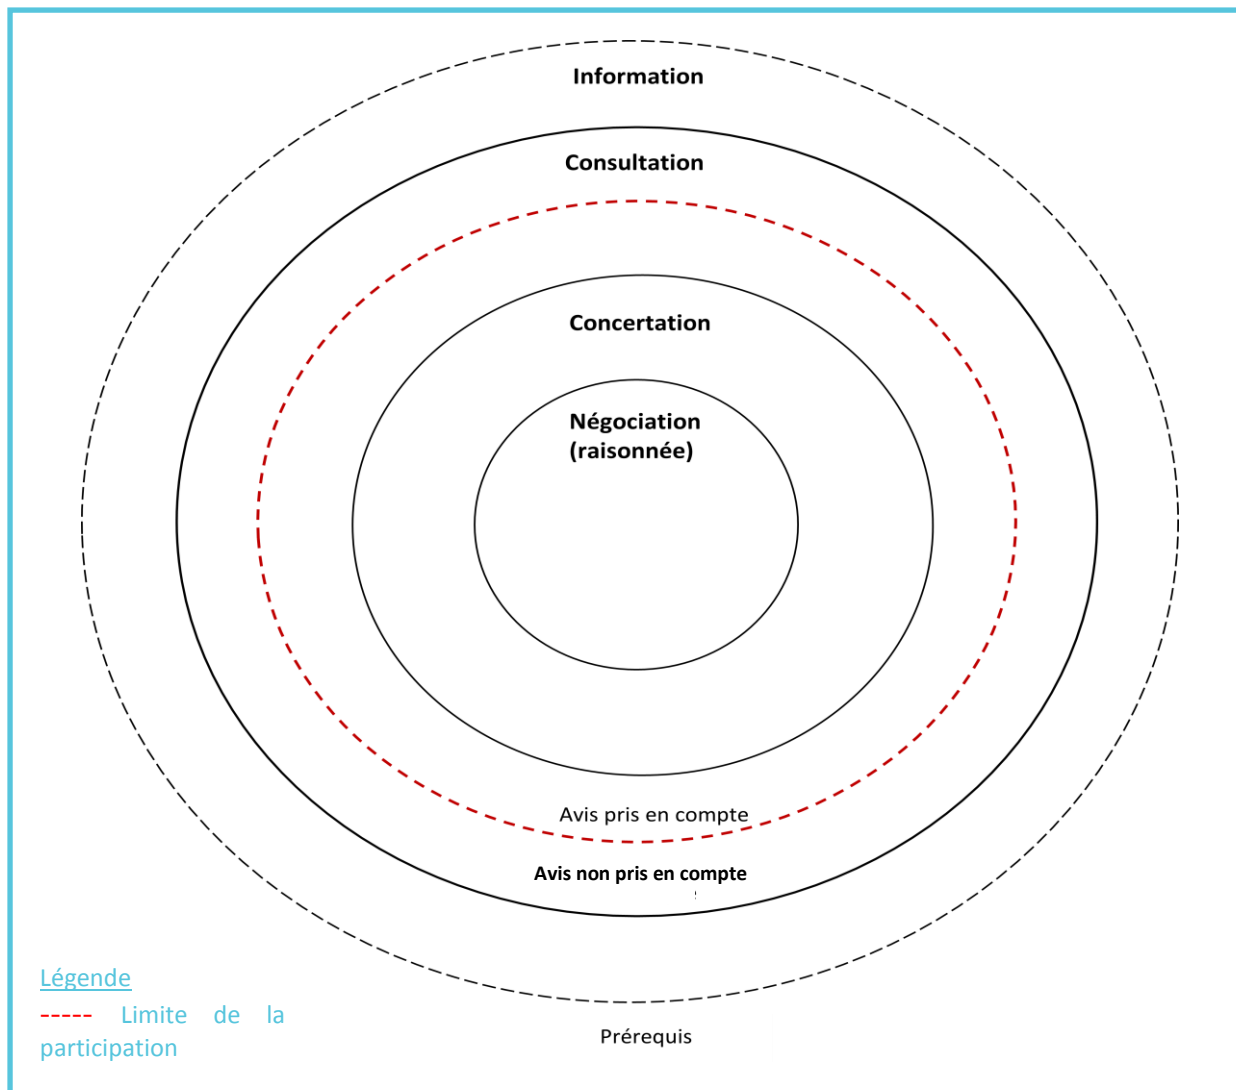 Information
Consultation
Concertation
Négociation
(raisonnée)
Avis pris en compte
Avis non pris en compte
Légende
----- Limite de la
participation
Prérequis